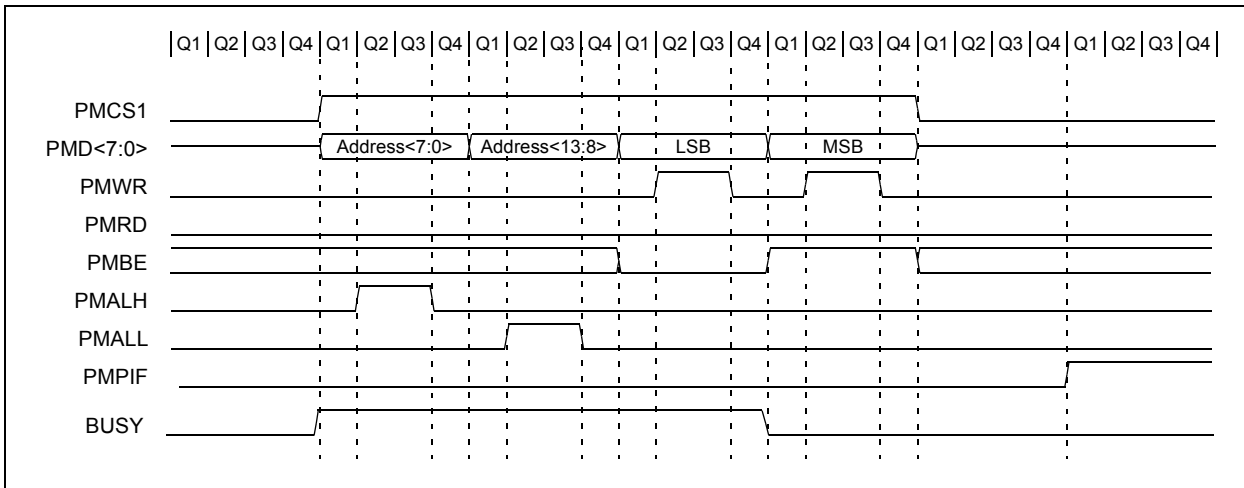 Q1 Q2 Q3 Q4 Q1 Q2 Q3 Q4 Q1 Q2 Q3 Q4 Q1 Q2 Q3 Q4 Q1 Q2 Q3 Q4 Q1 Q2 Q3 Q4 Q1 Q2 Q3 Q4
PMCS1
PMD<7:0> Address<7:0> Address<13:8> LSB MSB
PMWR
PMRD
PMBE
PMALH
PMALL
PMPIF
BUSY